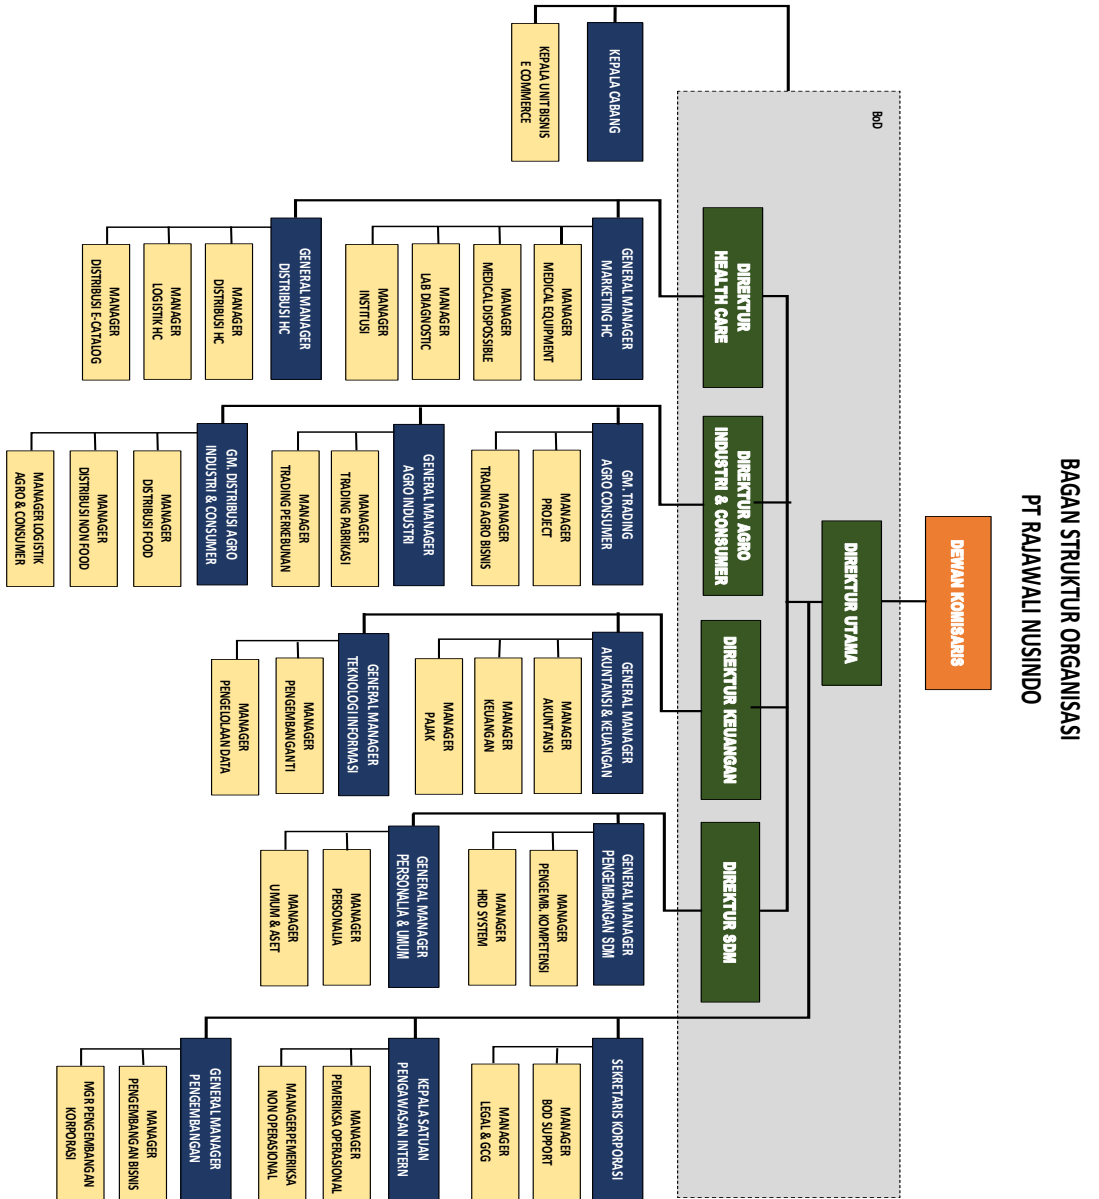 BAGAN STRUKTUR ORGANISASI
PT RAJAWALI NUSINDO
DEWAN KOMISARIS
BoD
DIREKTUR UTAMA
DIREKTUR
HEALTH CARE
DIREKTUR AGRO
INDUSTRI & CONSUMER
DIREKTUR KEUANGAN
DIREKTUR SDM
KEPALA CABANG
KEPALA UNIT BISNIS
E COMMERCE
GENERAL MANAGER
MARKETING HC
MANAGER
MEDICAL EQUIPMENT
MANAGER
MEDICAL DISPOSSIBLE
MANAGER
LAB DIAGNOSTIC
MANAGER
INSTITUSI
GENERAL MANAGER
DISTRIBUSI HC
MANAGER
DISTRIBUSI HC
MANAGER
LOGISTIK HC
MANAGER
DISTRIBUSI E-CATALOG
GM. TRADING
AGRO CONSUMER
MANAGER
PROJECT
MANAGER
TRADING AGRO BISNIS
GENERAL MANAGER
AGRO INDUSTRI
MANAGER
TRADING PABRIKASI
MANAGER
TRADING PERKEBUNAN
GM. DISTRIBUSI AGRO
INDUSTRI & CONSUMER
MANAGER
DISTRIBUSI FOOD
MANAGER
DISTRIBUSI NON FOOD
MANAGER LOGISTIK
AGRO & CONSUMER
GENERAL MANAGER
AKUNTANSI & KEUANGAN
MANAGER
AKUNTANSI
MANAGER
KEUANGAN
MANAGER
PAJAK
GENERAL MANAGER
TEKNOLOGI INFORMASI
MANAGER
PENGEMBANGAN TI
MANAGER
PENGELOLAAN DATA
GENERAL MANAGER
PENGEMBANGAN SDM
MANAGER
PENGEMB. KOMPETENSI
MANAGER
HRD SYSTEM
GENERAL MANAGER
PERSONALIA & UMUM
MANAGER
PERSONALIA
MANAGER
UMUM & ASET
SEKRETARIS KORPORASI
MANAGER
BOD SUPPORT
MANAGER
LEGAL & GCG
KEPALA SATUAN
PENGAWASAN INTERN
MANAGER
PEMERIKSA OPERASIONAL
MANAGER PEMERIKSA
NON OPERASIONAL
GENERAL MANAGER
PENGEMBANGAN
MANAGER
PENGEMBANGAN BISNIS
MGR PENGEMBANGAN
KORPORASI